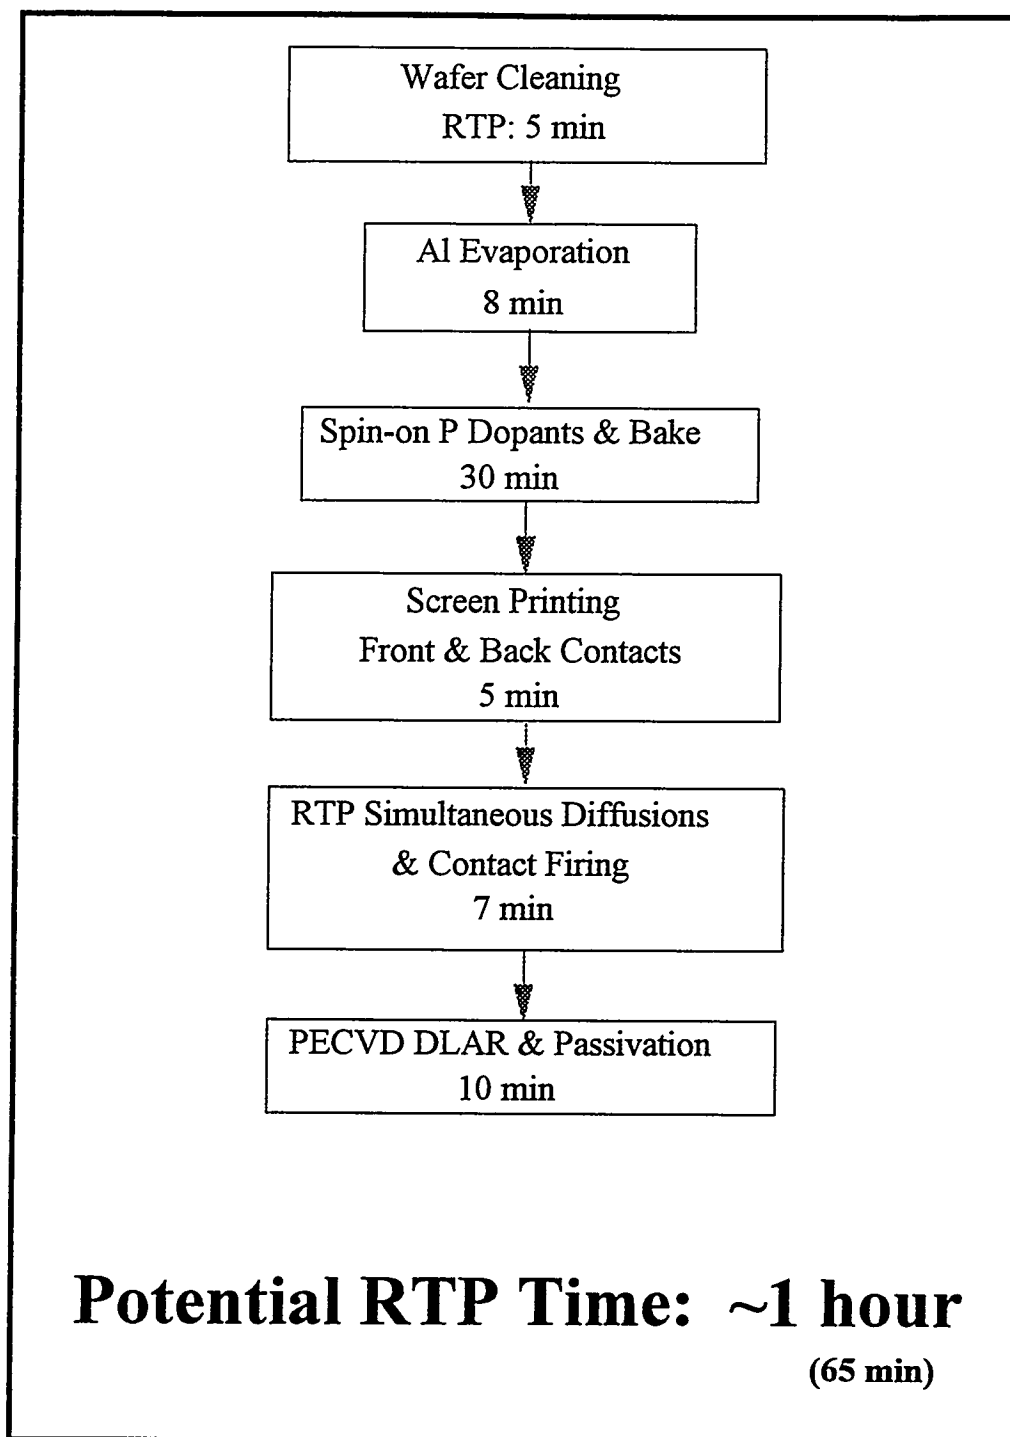 Wafer Cleaning
RTP: 5 min
Al Evaporation
8 min
Spin-on P Dopants & Bake
30 min
Screen Printing
Front & Back Contacts
5 min
RTP Simultaneous Diffusions
& Contact Firing
7 min
PECVD DLAR & Passivation
10 min
Potential RTP Time: ~1 hour
(65 min)